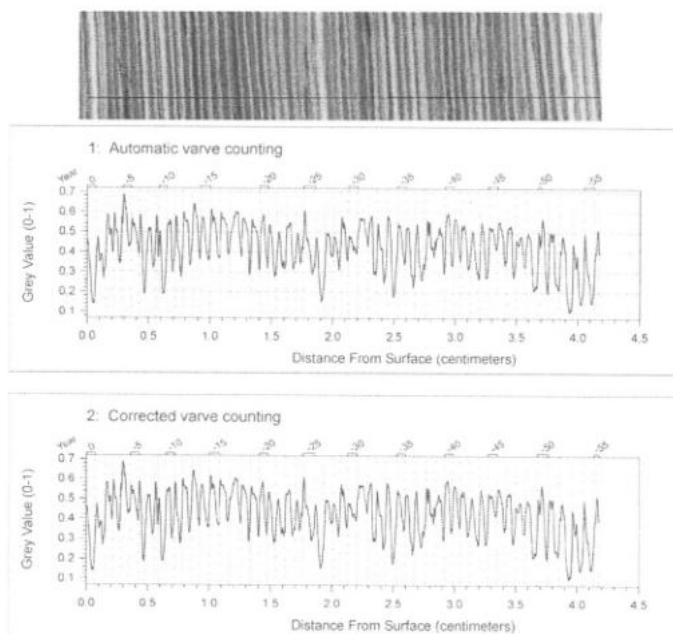 1: Automatic varve counting
Year 0 -5 -10 -15 -20 -25 -30 -35 -40 -45 -50 -55
0.7
0.6
0.5
0.4
0.3
0.2
0.1
Grey Value (0-1)
0.0 0.5 1.0 1.5 2.0 2.5 3.0 3.5 4.0 4.5
Distance From Surface (centimeters)
2: Corrected varve counting
Year 0 -5 -10 -15 -20 -25 -30 -35 -40 -45 -50 -55
0.7
0.6
0.5
0.4
0.3
0.2
0.1
Grey Value (0-1)
0.0 0.5 1.0 1.5 2.0 2.5 3.0 3.5 4.0 4.5
Distance From Surface (centimeters)